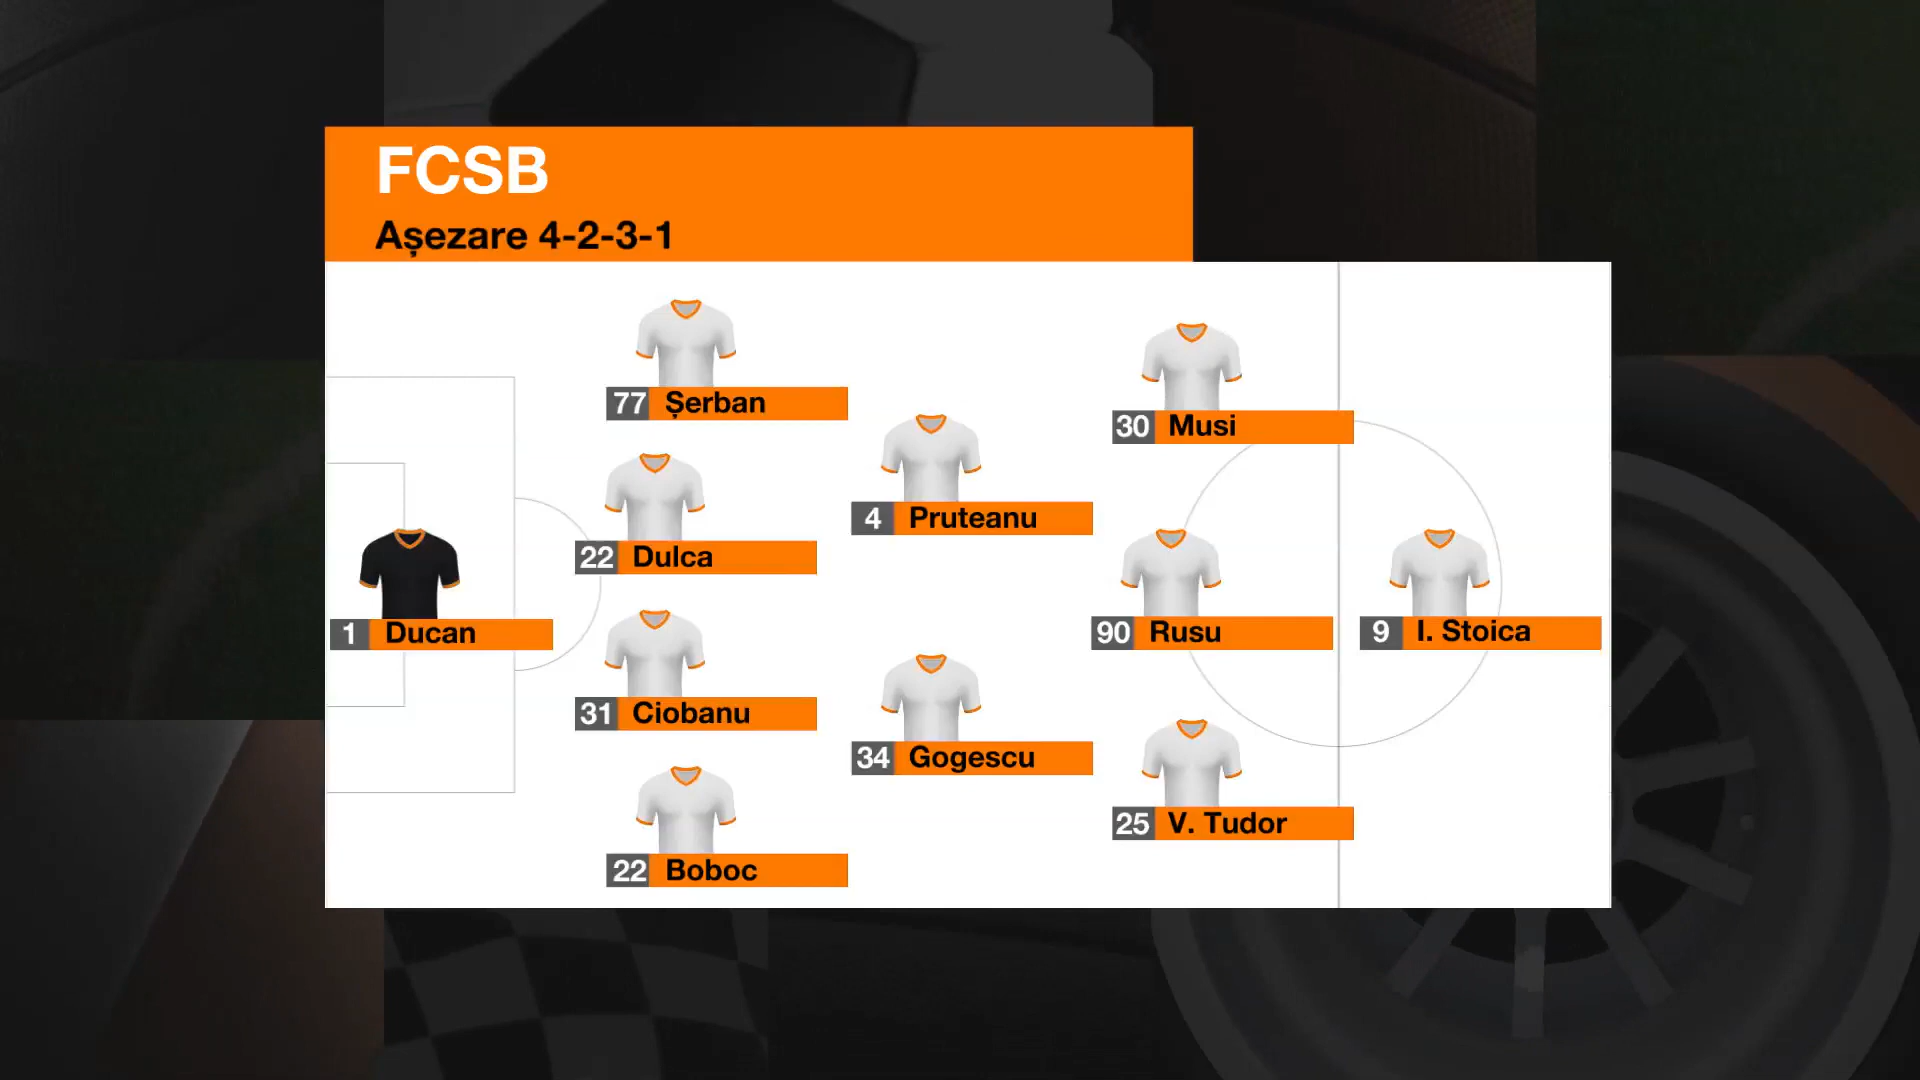 FCSB
Așezare 4-2-3-1
77 Șerban
30 Musi
4 Pruteanu
22 Dulca
1 Ducan
90 Rusu
9 I. Stoica
31 Ciobanu
34 Gogescu
25 V. Tudor
22 Boboc